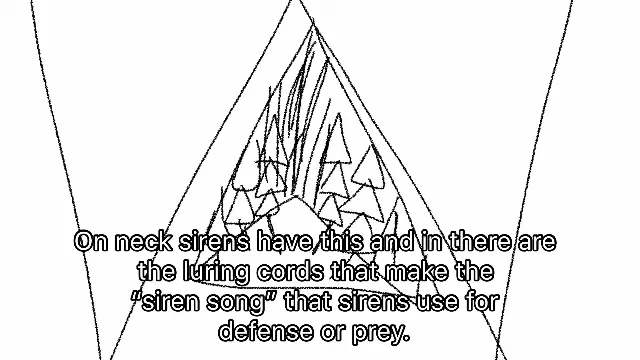 On neck sirens have this and in there are
the luring cords that make the
“siren song” that sirens use for
defense or prey.